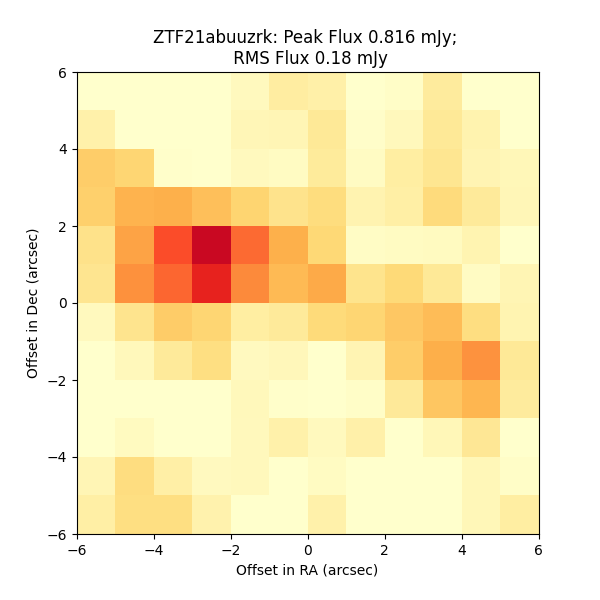 ZTF21abuuzrk: Peak Flux 0.816 mJy;
RMS Flux 0.18 mJy
6
4
2
0
−2
−4
−6
Offset in Dec (arcsec)
−6 −4 −2 0 2 4 6
Offset in RA (arcsec)